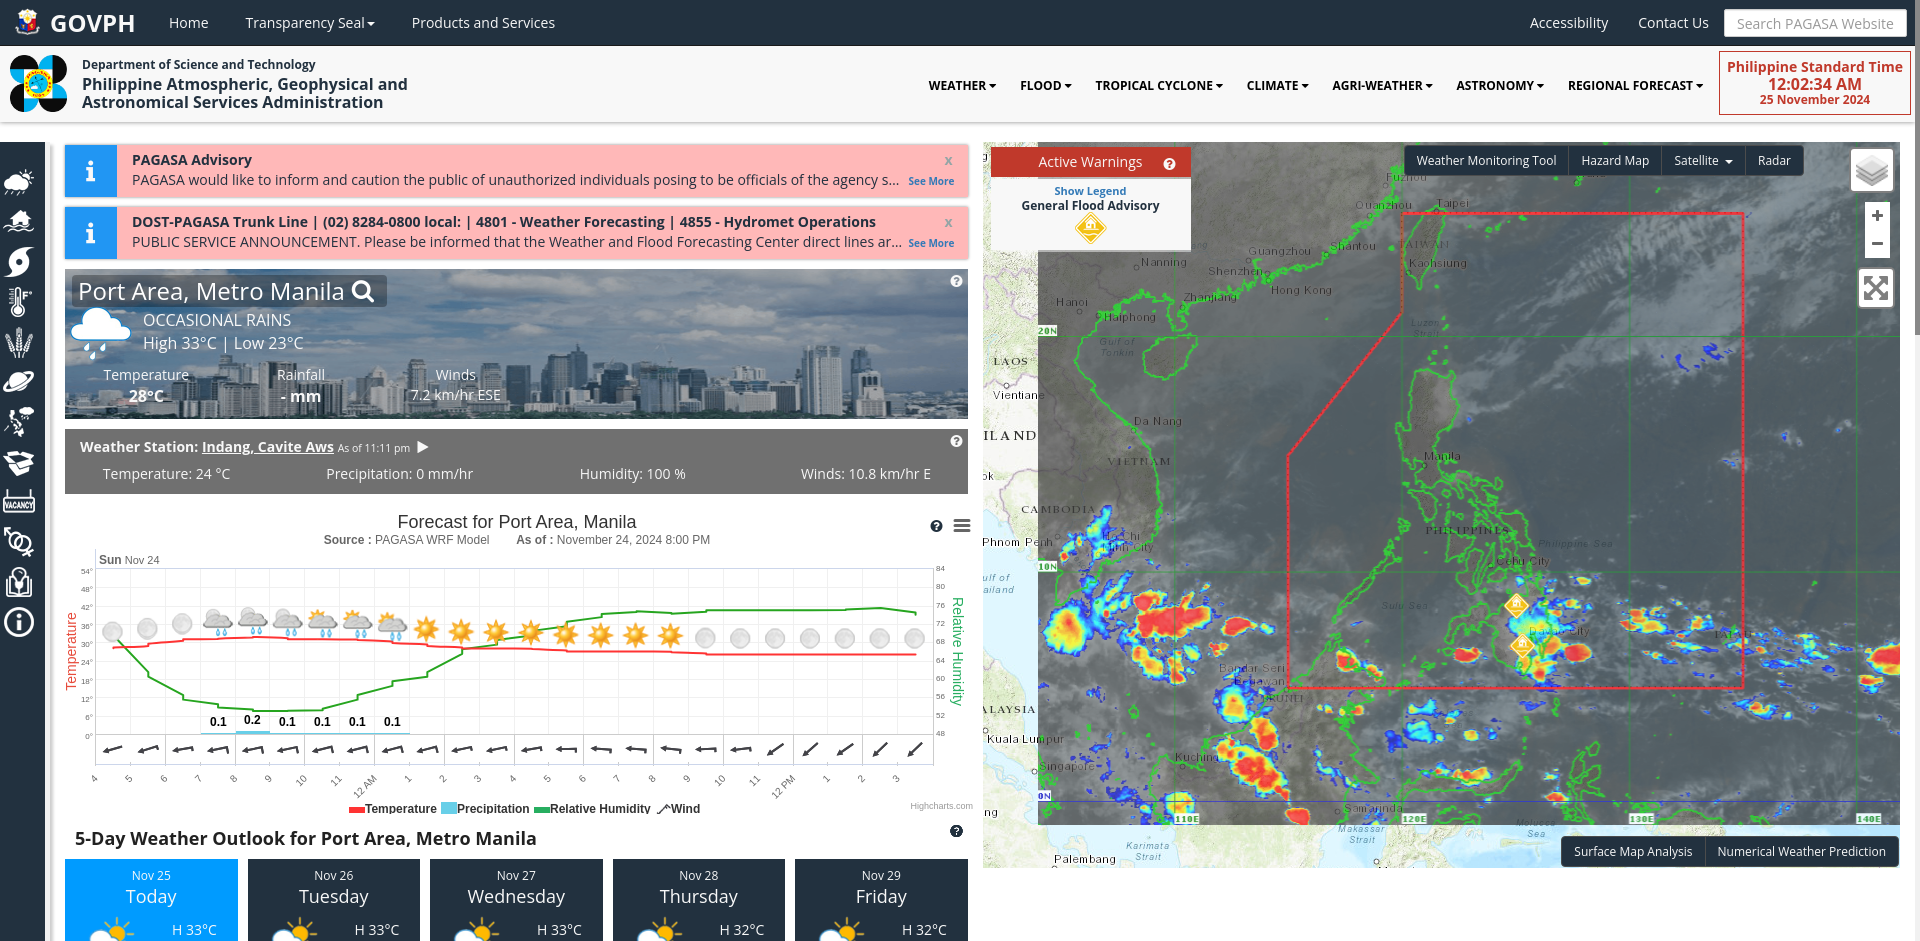 GOVPH
Home
Transparency Seal
Products and Services
Accessibility
Contact Us
Search PAGASA Website
Department of Science and Technology
Philippine Atmospheric, Geophysical and
Astronomical Services Administration
WEATHER
FLOOD
TROPICAL CYCLONE
CLIMATE
AGRI-WEATHER
ASTRONOMY
REGIONAL FORECAST
Philippine Standard Time
12:02:34 AM
25 November 2024
PAGASA Advisory
x
PAGASA would like to inform and caution the public of unauthorized individuals posing to be officials of the agency s... See More
DOST-PAGASA Trunk Line | (02) 8284-0800 local: | 4801 - Weather Forecasting | 4855 - Hydromet Operations
x
PUBLIC SERVICE ANNOUNCEMENT. Please be informed that the Weather and Flood Forecasting Center direct lines ar... See More
Port Area, Metro Manila
OCCASIONAL RAINS
High 33°C | Low 23°C
Temperature
28°C
Rainfall
- mm
Winds
7.2 km/hr ESE
Weather Station: Indang, Cavite Aws As of 11:11 pm
Temperature: 24 °C
Precipitation: 0 mm/hr
Humidity: 100 %
Winds: 10.8 km/hr E
Forecast for Port Area, Manila
Source : PAGASA WRF Model As of : November 24, 2024 8:00 PM
Sun Nov 24
Temperature
54°
48°
42°
36°
30°
24°
18°
12°
6°
0°
0.1
0.2
0.1
0.1
0.1
0.1
84
80
76
72
68
64
60
56
52
48
Relative Humidity
4
5
6
7
8
9
10
11
12 AM
1
2
3
4
5
6
7
8
9
10
11
12 PM
1
2
3
Temperature
Precipitation
Relative Humidity
Wind
Highcharts.com
5-Day Weather Outlook for Port Area, Metro Manila
Nov 25
Today
H 33°C
Nov 26
Tuesday
H 33°C
Nov 27
Wednesday
H 33°C
Nov 28
Thursday
H 32°C
Nov 29
Friday
H 32°C
VACANCY
Active Warnings
Show Legend
General Flood Advisory
Weather Monitoring Tool
Hazard Map
Satellite
Radar
+
−
Fuzhou
Quanzhou
Taipei
TAIWAN
Kaohsiung
Shantou
Guangzhou
Shenzhen
Hong Kong
Nanning
Zhanjiang
Hanoi
Haiphong
Gulf of
Tonkin
Luzon
Strait
20N
LAOS
Vientiane
Da Nang
ILAND
VIETNAM
ok
Manila
CAMBODIA
Phnom Penh
Ho Chi
Minh City
PHILIPPINES
Philippine Sea
Cebu City
10N
ulf of
ailand
Sulu Sea
Davao City
PALAU
Bandar Seri
Begawan
BRUNEI
ALAYSIA
Kuala Lumpur
Singapore
Kuching
0N
ng
Samarinda
110E
120E
130E
140E
Makassar
Strait
Molucca
Sea
Karimata
Strait
Palembang
Surface Map Analysis
Numerical Weather Prediction